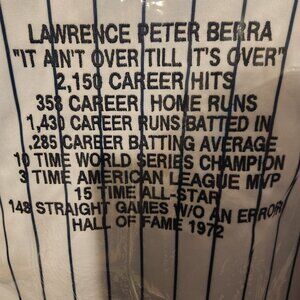 LAWRENCE PETER BERRA
"IT AIN'T OVER TILL IT'S OVER"
2,150 CAREER HITS
358 CAREER HOME RUNS
1,430 CAREER RUNS BATTED IN
.285 CAREER BATTING AVERAGE
10 TIME WORLD SERIES CHAMPION
3 TIME AMERICAN LEAGUE MVP
15 TIME ALL-STAR
148 STRAIGHT GAMES W/O AN ERROR
HALL OF FAME 1972